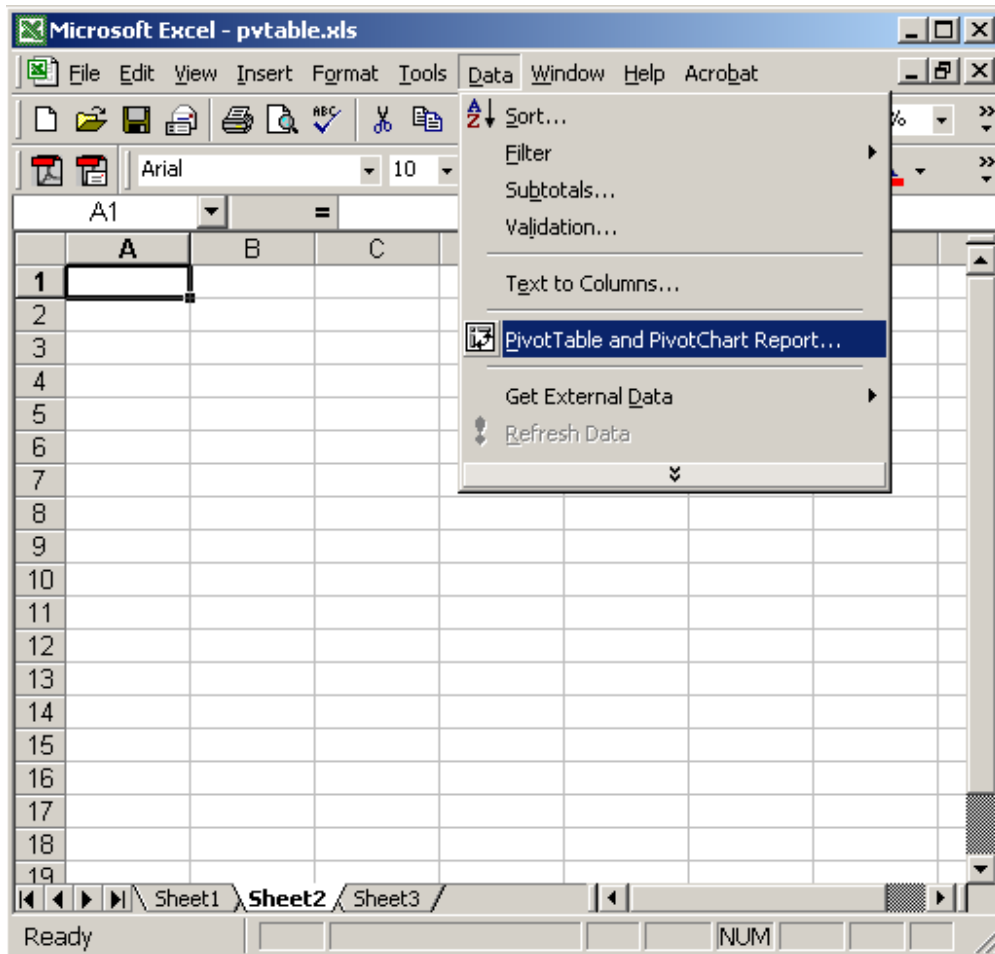 Microsoft Excel - pvtable.xls
File Edit View Insert Format Tools Data Window Help Acrobat
ABC
A Z Sort...
%
Filter
Arial 10
Subtotals...
A1 =
Validation...
A B C
Text to Columns...
PivotTable and PivotChart Report...
Get External Data
Refresh Data
1
2
3
4
5
6
7
8
9
10
11
12
13
14
15
16
17
18
19
Sheet1 Sheet2 Sheet3
Ready NUM